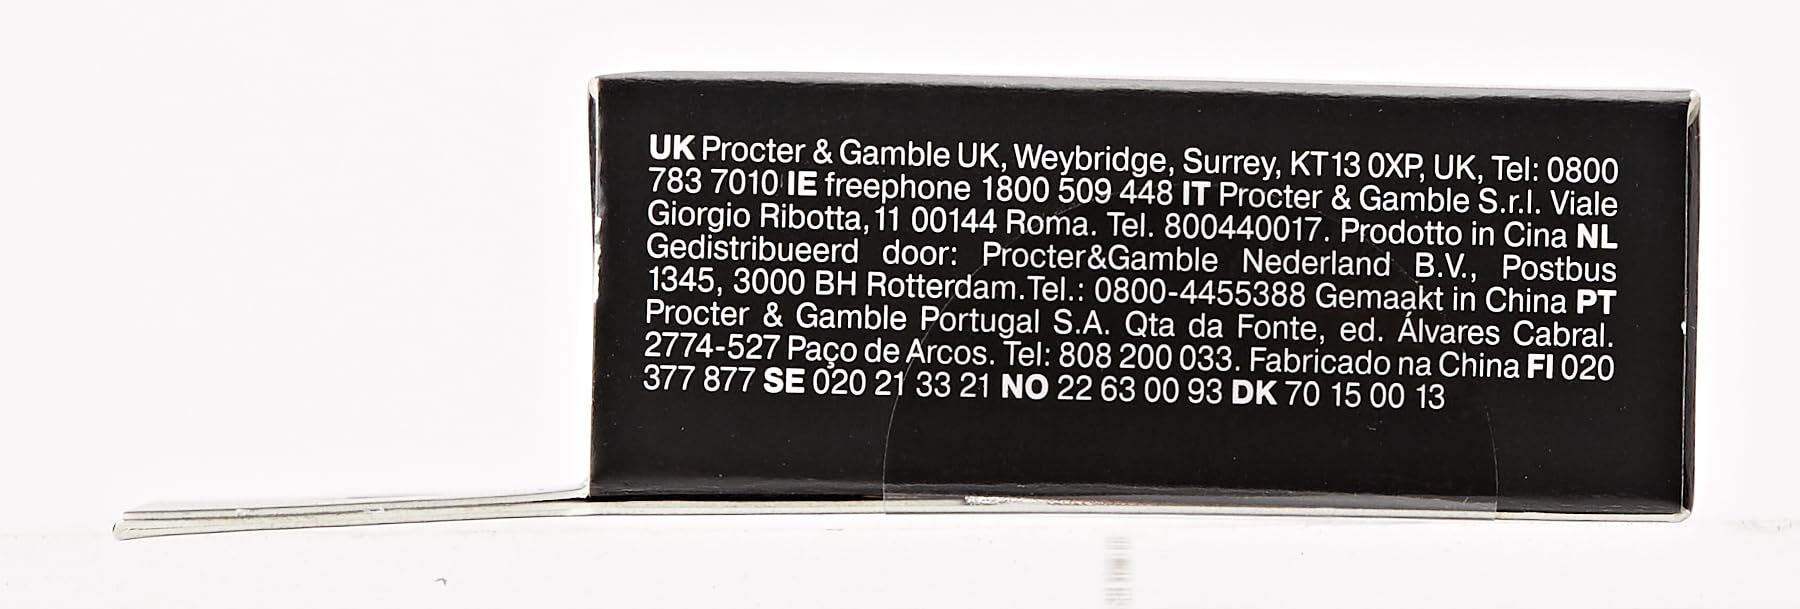 UK Procter & Gamble UK, Weybridge, Surrey, KT13 0XP, UK, Tel: 0800
783 7010 IE freephone 1800 509 448 IT Procter & Gamble S.r.l. Viale
Giorgio Ribotta, 11 00144 Roma. Tel. 800440017. Prodotto in Cina NL
Gedistribueerd door: Procter&Gamble Nederland B.V., Postbus
1345, 3000 BH Rotterdam.Tel.: 0800-4455388 Gemaakt in China PT
Procter & Gamble Portugal S.A. Qta da Fonte, ed. Álvares Cabral.
2774-527 Paço de Arcos. Tel: 808 200 033. Fabricado na China FI 020
377 877 SE 020 21 33 21 NO 22 63 00 93 DK 70 15 00 13